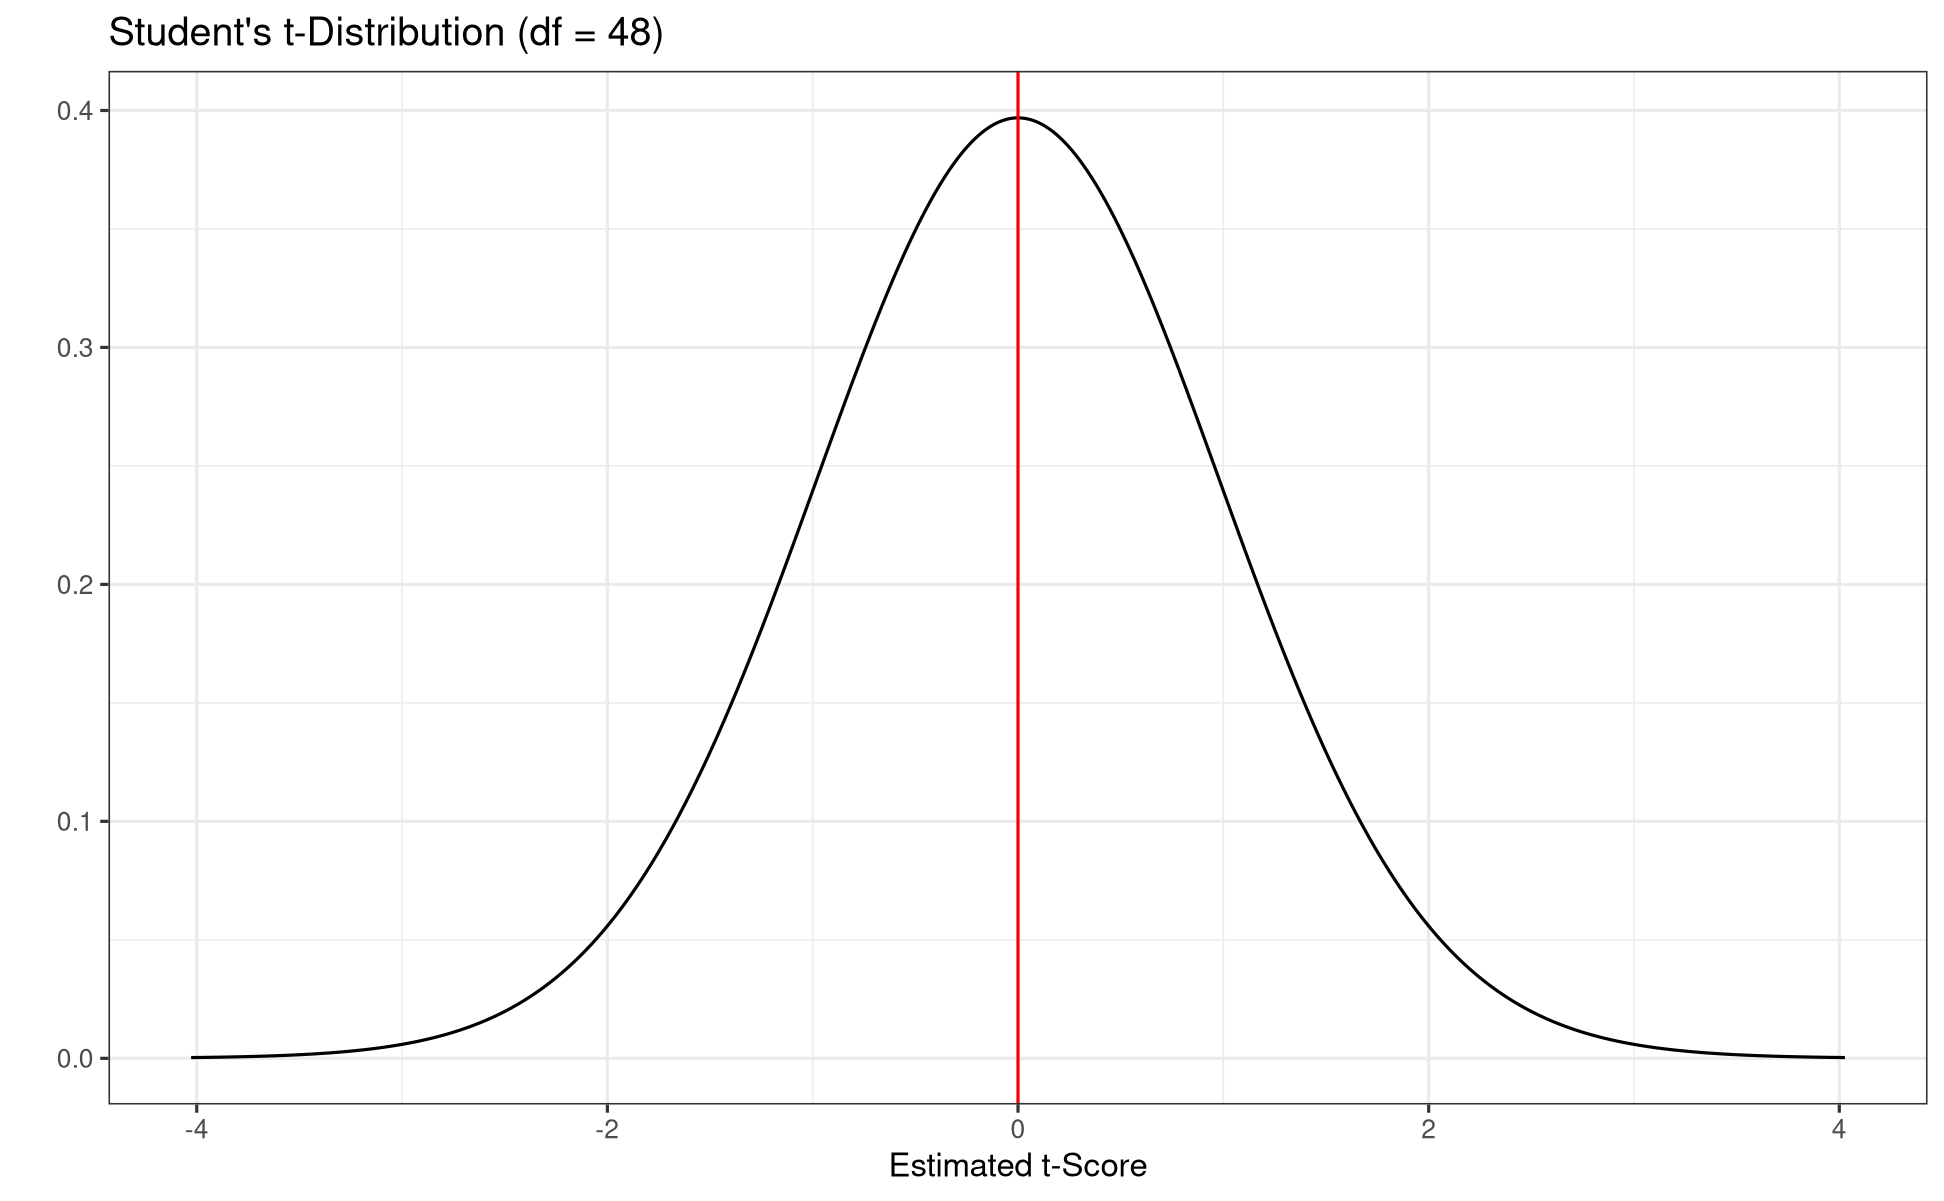 Student's t-Distribution (df = 48)
0.4
0.3
0.2
0.1
0.0
-4 -2 0 2 4
Estimated t-Score